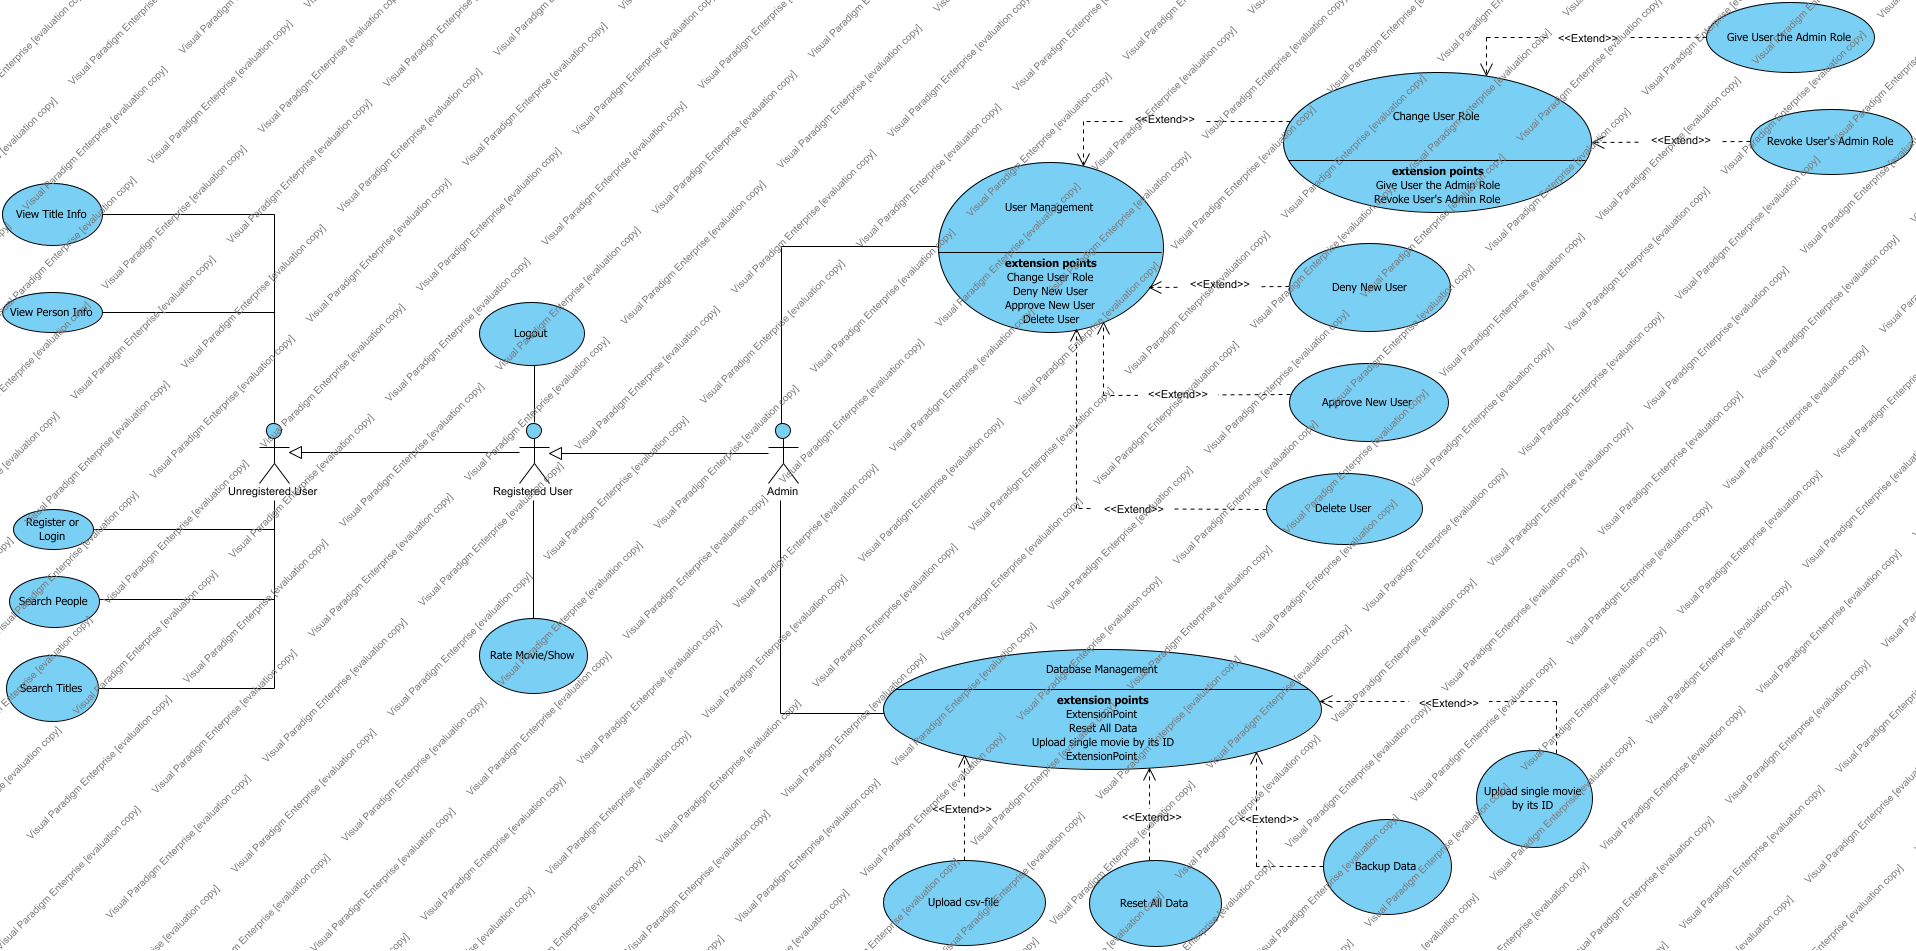 Give User the Admin Role
<<Extend>>
Change User Role
extension points
Give User the Admin Role
Revoke User's Admin Role
<<Extend>>
Revoke User's Admin Role
<<Extend>>
User Management
extension points
Change User Role
Deny New User
Approve New User
Delete User
<<Extend>>
Deny New User
<<Extend>>
Approve New User
<<Extend>>
Delete User
View Title Info
View Person Info
Logout
Unregistered User
Registered User
Admin
Register or
Login
Search People
Search Titles
Rate Movie/Show
Database Management
extension points
ExtensionPoint
Reset All Data
Upload single movie by its ID
ExtensionPoint
<<Extend>>
Upload single movie
by its ID
<<Extend>>
<<Extend>>
<<Extend>>
Upload csv-file
Reset All Data
Backup Data
Visual Paradigm Enterprise [evaluation copy]